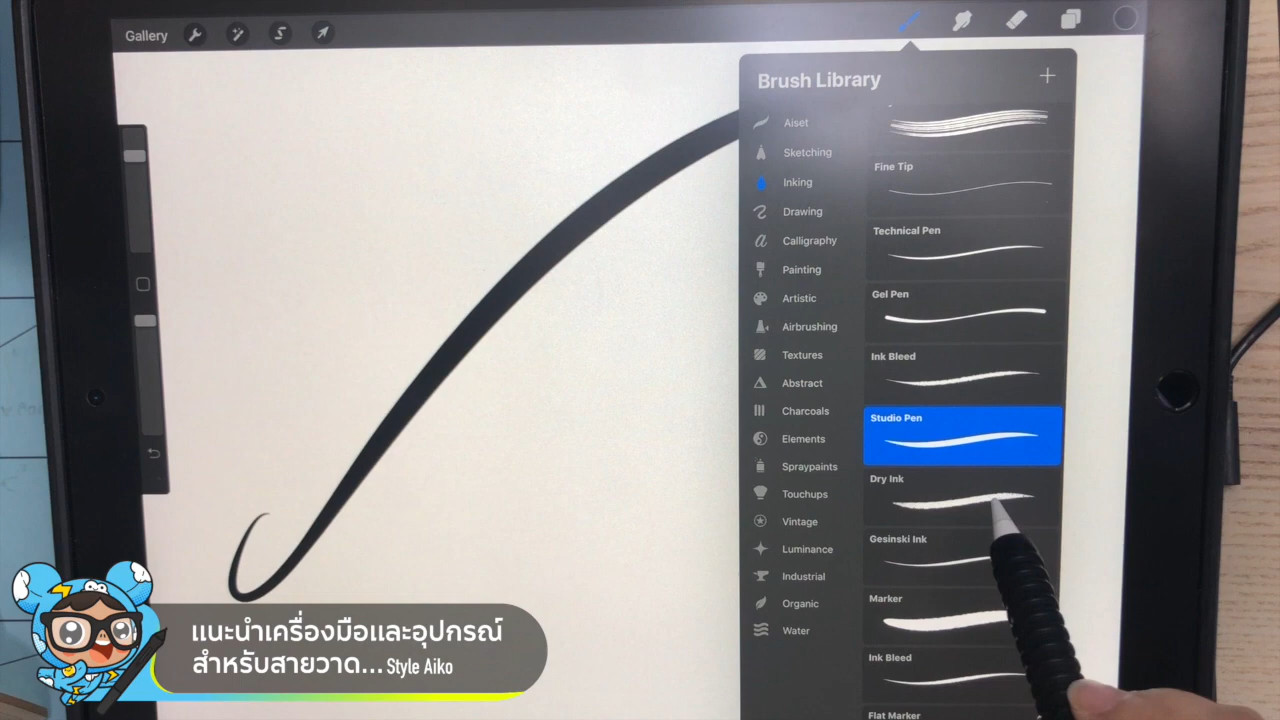 Gallery
Brush Library
Aiset
Sketching
Inking
Drawing
Calligraphy
Painting
Artistic
Airbrushing
Textures
Abstract
Charcoals
Elements
Spraypaints
Touchups
Vintage
Luminance
Industrial
Organic
Water
Fine Tip
Technical Pen
Gel Pen
Ink Bleed
Studio Pen
Dry Ink
Gesinski Ink
Marker
Ink Bleed
Flat Marker
แนะนำเครื่องมือและอุปกรณ์
สำหรับสายวาด... Style Aiko